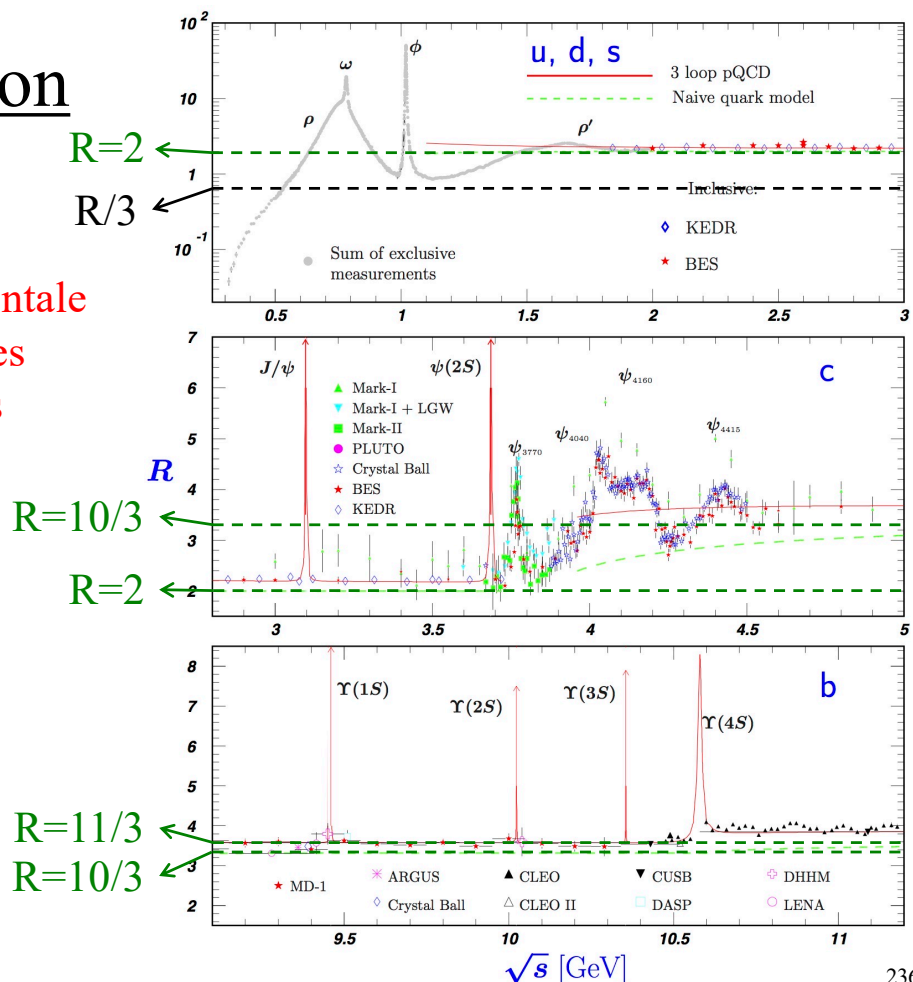 on
R=2
R/3
ntale
es
s
R=10/3
R=2
R=11/3
R=10/3
10 2
10
1
10 -1
u, d, s
ρ
ω
ϕ
ρ′
3 loop pQCD
Naive quark model
Sum of exclusive
measurements
Inclusive:
KEDR
BES
0.5 1 1.5 2 2.5 3
R
7
6
5
4
3
2
J/ψ
ψ(2S)
c
Mark-I
Mark-I + LGW
Mark-II
PLUTO
Crystal Ball
BES
KEDR
ψ3770
ψ4040
ψ4160
ψ4415
3 3.5 4 4.5 5
8
7
6
5
4
3
2
ϒ(1S)
ϒ(2S)
ϒ(3S)
ϒ(4S)
b
MD-1
ARGUS
CLEO
CUSB
DHHM
Crystal Ball
CLEO II
DASP
LENA
9.5 10 10.5 11
√s [GeV]
236